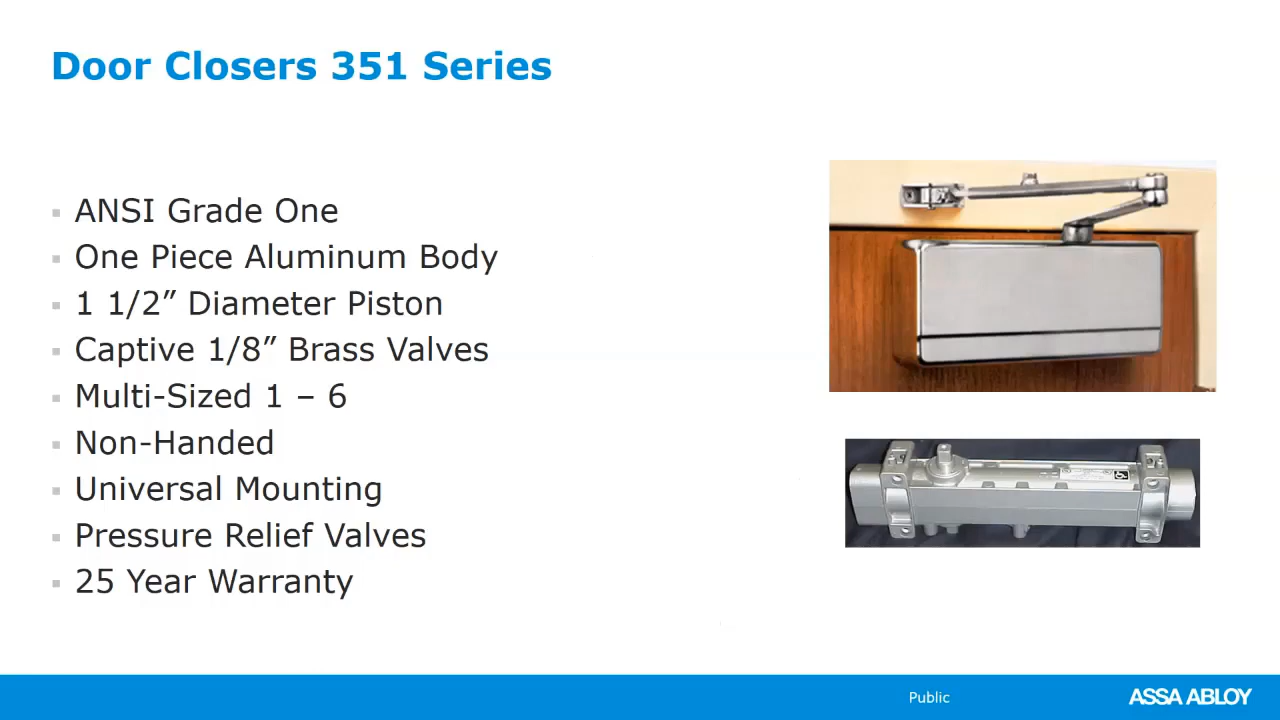 Door Closers 351 Series
ANSI Grade One
One Piece Aluminum Body
1 1/2” Diameter Piston
Captive 1/8” Brass Valves
Multi-Sized 1 – 6
Non-Handed
Universal Mounting
Pressure Relief Valves
25 Year Warranty
Public
ASSA ABLOY